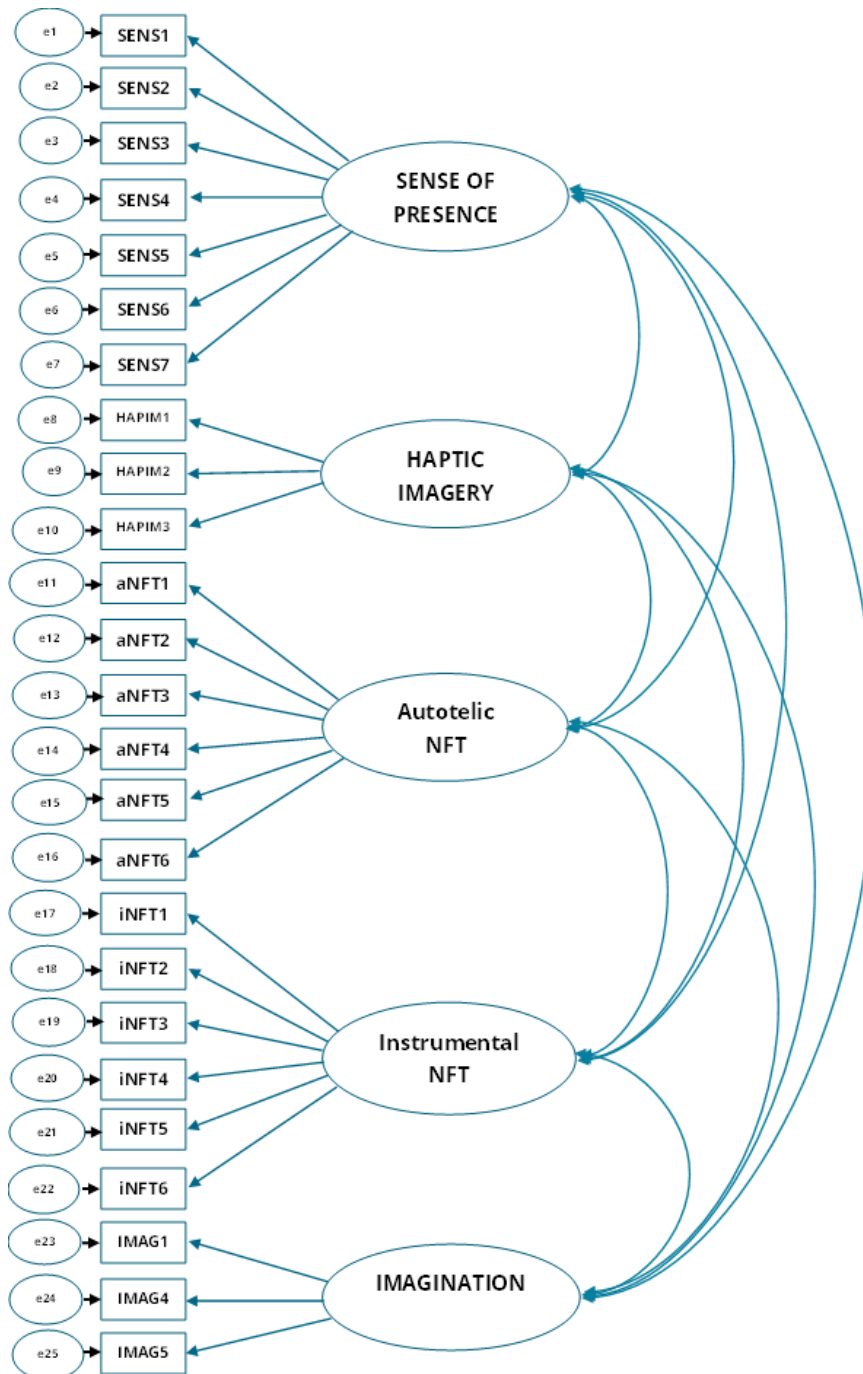 e1 SENS1
e2 SENS2
e3 SENS3
SENSE OF
e4 SENS4
PRESENCE
e5 SENS5
e6 SENS6
e7 SENS7
e8 HAPIM1
HAPTIC
e9 HAPIM2
IMAGERY
e10 HAPIM3
e11 aNFT1
e12 aNFT2
e13 aNFT3
Autotelic
e14 aNFT4
NFT
e15 aNFT5
e16 aNFT6
e17 iNFT1
e18 iNFT2
e19 iNFT3
Instrumental
e20 iNFT4
NFT
e21 iNFT5
e22 iNFT6
e23 IMAG1
IMAGINATION
e24 IMAG4
e25 IMAG5